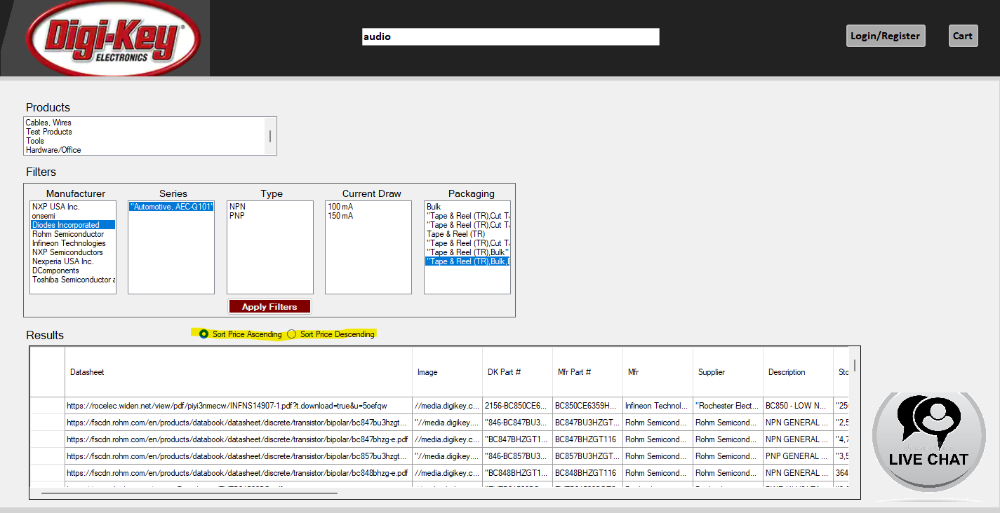 Digi-Key
ELECTRONICS
audio
Login/Register
Cart
Products
Cables, Wires
Test Products
Tools
Hardware/Office
Filters
Manufacturer Series Type Current Draw Packaging
NXP USA Inc.
onsemi
Diodes Incorporated
Rohm Semiconductor
Infineon Technologies
NXP Semiconductors
Nexperia USA Inc.
DComponents
Toshiba Semiconductor a
"Automotive, AEC-Q101"
NPN
PNP
100 mA
150 mA
Bulk
"Tape & Reel (TR),Cut Ta
"Tape & Reel (TR),Cut Ta
Tape & Reel (TR)
"Tape & Reel (TR),Cut Ta
"Tape & Reel (TR),Bulk"
"Tape & Reel (TR),Bulk,B
Apply Filters
Results
Sort Price Ascending Sort Price Descending
Datasheet Image DK Part # Mfr Part # Mfr Supplier Description Sto
https://rocelec.widen.net/view/pdf/piyi3nmecw/INFNS14907-1.pdf?t.download=true&u=5oefqw //media.digikey.c... 2156-BC850CE6... BC850CE6359H... Infineon Technol... "Rochester Elect... BC850 - LOW N... "250
https://fscdn.rohm.com/en/products/databook/datasheet/discrete/transistor/bipolar/bc847bu3hzgt... "//media.digikey.... "846-BC847BU3... BC847BU3HZGT... Rohm Semicond... Rohm Semicond... NPN GENERAL ... "2,5
https://fscdn.rohm.com/en/products/databook/datasheet/discrete/transistor/bipolar/bc847bhzg-e.pdf //media.digikey.c... "BC847BHZGT1... BC847BHZGT116 Rohm Semicond... Rohm Semicond... NPN GENERAL ... "4,7
https://fscdn.rohm.com/en/products/databook/datasheet/discrete/transistor/bipolar/bc857bu3hzgt... "//media.digikey.... "846-BC857BU3... BC857BU3HZGT... Rohm Semicond... Rohm Semicond... PNP GENERAL ... "3,5
https://fscdn.rohm.com/en/products/databook/datasheet/discrete/transistor/bipolar/bc848bhzg-e.pdf //media.digikey.c... "BC848BHZGT1... BC848BHZGT116 Rohm Semicond... Rohm Semicond... NPN GENERAL ... 364
LIVE CHAT